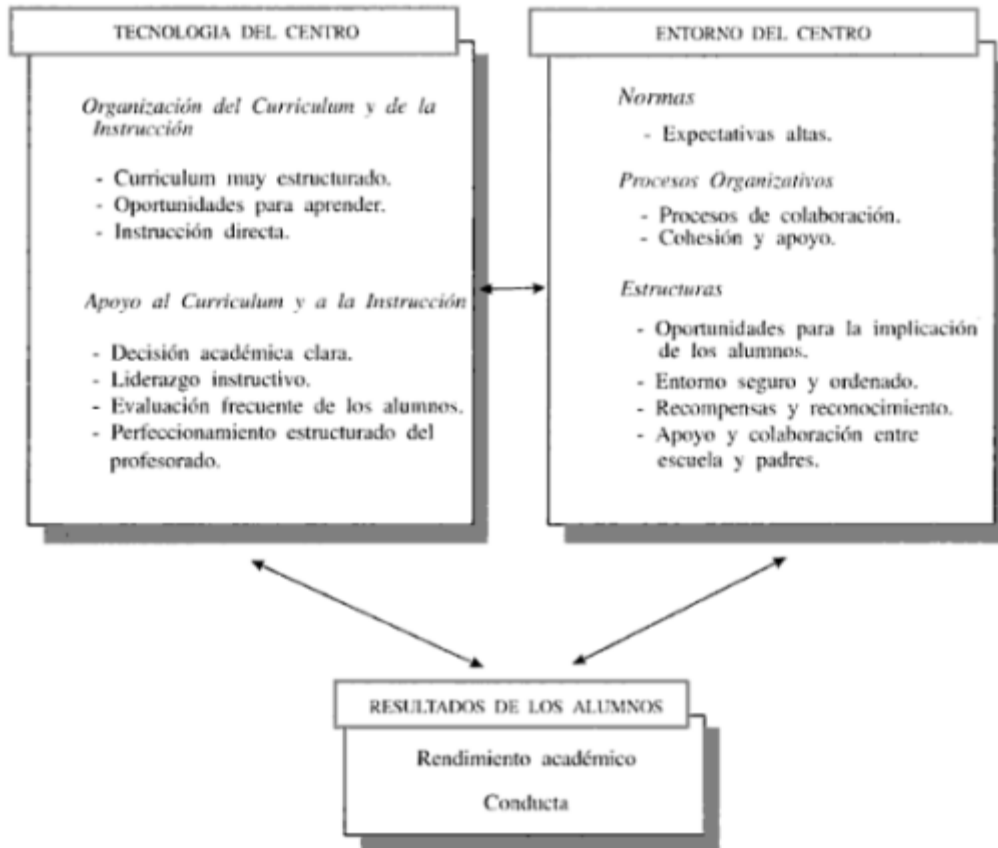 TECNOLOGIA DEL CENTRO
Organización del Curriculum y de la
Instrucción
- Curriculum muy estructurado.
- Oportunidades para aprender.
- Instrucción directa.
Apoyo al Curriculum y a la Instrucción
- Decisión académica clara.
- Liderazgo instructivo.
- Evaluación frecuente de los alumnos.
- Perfeccionamiento estructurado del
profesorado.
ENTORNO DEL CENTRO
Normas
- Expectativas altas.
Procesos Organizativos
- Procesos de colaboración.
- Cohesión y apoyo.
Estructuras
- Oportunidades para la implicación
de los alumnos.
- Entorno seguro y ordenado.
- Recompensas y reconocimiento.
- Apoyo y colaboración entre
escuela y padres.
RESULTADOS DE LOS ALUMNOS
Rendimiento académico
Conducta